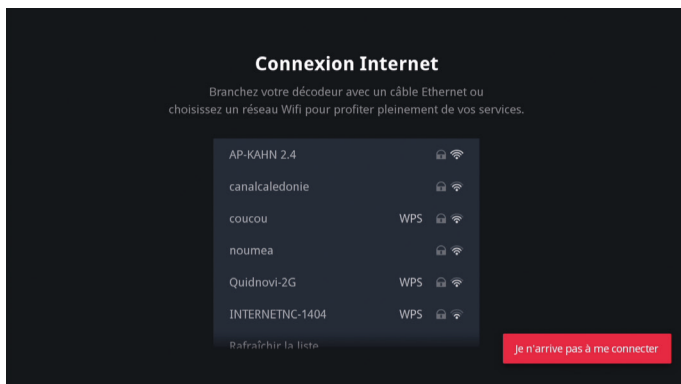 Connexion Internet
Branchez votre décodeur avec un câble Ethernet ou
choisissez un réseau Wifi pour profiter pleinement de vos services.
AP-KAHN 2.4
canalcaledonie
coucou WPS
noumea
Quidnovi-2G WPS
INTERNETNC-1404 WPS
Rafraîchir la liste
Je n'arrive pas à me connecter